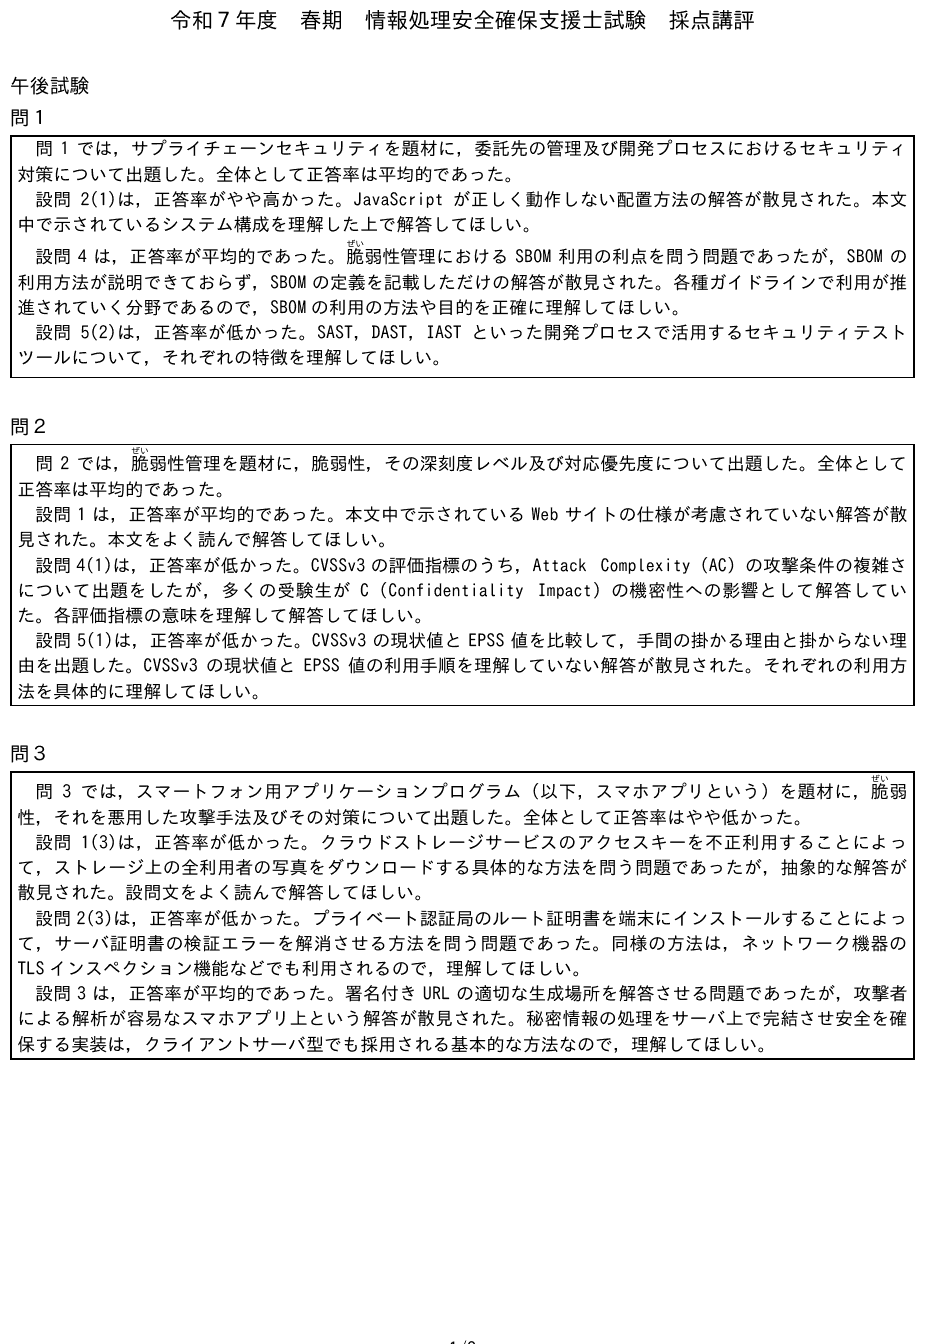 令和７年度　春期　情報処理安全確保支援士試験　採点講評
午後試験
問１
問 1 では，サプライチェーンセキュリティを題材に，委託先の管理及び開発プロセスにおけるセキュリティ
対策について出題した。全体として正答率は平均的であった。
設問 2(1)は，正答率がやや高かった。JavaScript が正しく動作しない配置方法の解答が散見された。本文
中で示されているシステム構成を理解した上で解答してほしい。
ぜい
設問 4 は，正答率が平均的であった。脆弱性管理における SBOM 利用の利点を問う問題であったが，SBOM の
利用方法が説明できておらず，SBOM の定義を記載しただけの解答が散見された。各種ガイドラインで利用が推
進されていく分野であるので，SBOM の利用の方法や目的を正確に理解してほしい。
設問 5(2)は，正答率が低かった。SAST，DAST，IAST といった開発プロセスで活用するセキュリティテスト
ツールについて，それぞれの特徴を理解してほしい。
問２
ぜい
問 2 では，脆弱性管理を題材に，脆弱性，その深刻度レベル及び対応優先度について出題した。全体として
正答率は平均的であった。
設問 1 は，正答率が平均的であった。本文中で示されている Web サイトの仕様が考慮されていない解答が散
見された。本文をよく読んで解答してほしい。
設問 4(1)は，正答率が低かった。CVSSv3 の評価指標のうち，Attack Complexity（AC）の攻撃条件の複雑さ
について出題をしたが，多くの受験生が C（Confidentiality Impact）の機密性への影響として解答してい
た。各評価指標の意味を理解して解答してほしい。
設問 5(1)は，正答率が低かった。CVSSv3 の現状値と EPSS 値を比較して，手間の掛かる理由と掛からない理
由を出題した。CVSSv3 の現状値と EPSS 値の利用手順を理解していない解答が散見された。それぞれの利用方
法を具体的に理解してほしい。
問３
ぜい
問 3 では，スマートフォン用アプリケーションプログラム（以下，スマホアプリという）を題材に，脆弱
性，それを悪用した攻撃手法及びその対策について出題した。全体として正答率はやや低かった。
設問 1(3)は，正答率が低かった。クラウドストレージサービスのアクセスキーを不正利用することによっ
て，ストレージ上の全利用者の写真をダウンロードする具体的な方法を問う問題であったが，抽象的な解答が
散見された。設問文をよく読んで解答してほしい。
設問 2(3)は，正答率が低かった。プライベート認証局のルート証明書を端末にインストールすることによっ
て，サーバ証明書の検証エラーを解消させる方法を問う問題であった。同様の方法は，ネットワーク機器の
TLS インスペクション機能などでも利用されるので，理解してほしい。
設問 3 は，正答率が平均的であった。署名付き URL の適切な生成場所を解答させる問題であったが，攻撃者
による解析が容易なスマホアプリ上という解答が散見された。秘密情報の処理をサーバ上で完結させ安全を確
保する実装は，クライアントサーバ型でも採用される基本的な方法なので，理解してほしい。